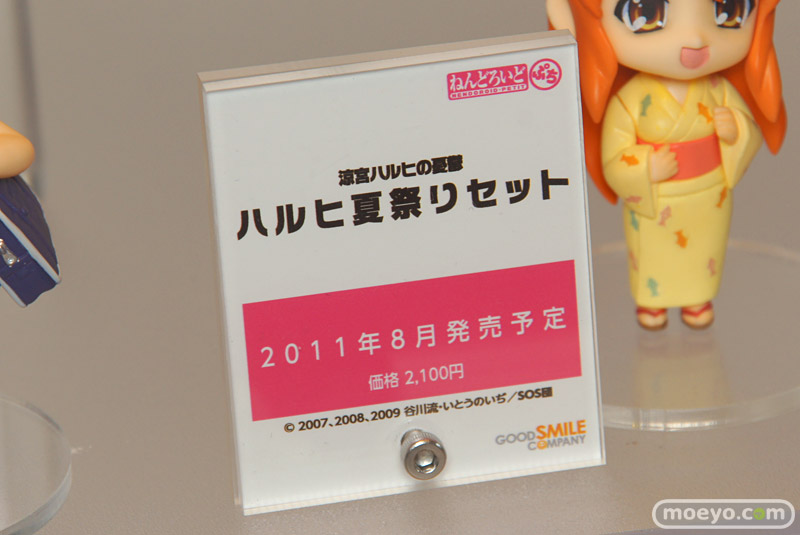 ねんどろいど ぷち
NENDOROID・PETIT
涼宮ハルヒの憂鬱
ハルヒ夏祭りセット
2011年8月発売予定
価格 2,100円
© 2007、2008、2009 谷川流・いとうのいぢ／SOS団
GOOD SMILE
COMPANY
moeyo.com